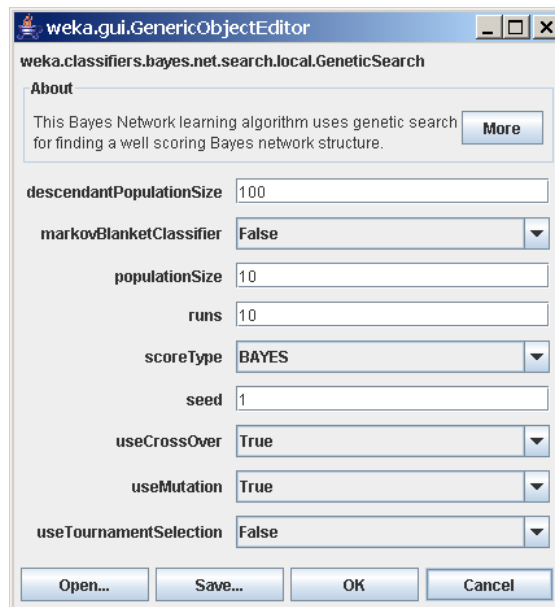 weka.gui.GenericObjectEditor
weka.classifiers.bayes.net.search.local.GeneticSearch
About
This Bayes Network learning algorithm uses genetic search
for finding a well scoring Bayes network structure.
More
descendantPopulationSize 100
markovBlanketClassifier False
populationSize 10
runs 10
scoreType BAYES
seed 1
useCrossOver True
useMutation True
useTournamentSelection False
Open... Save... OK Cancel